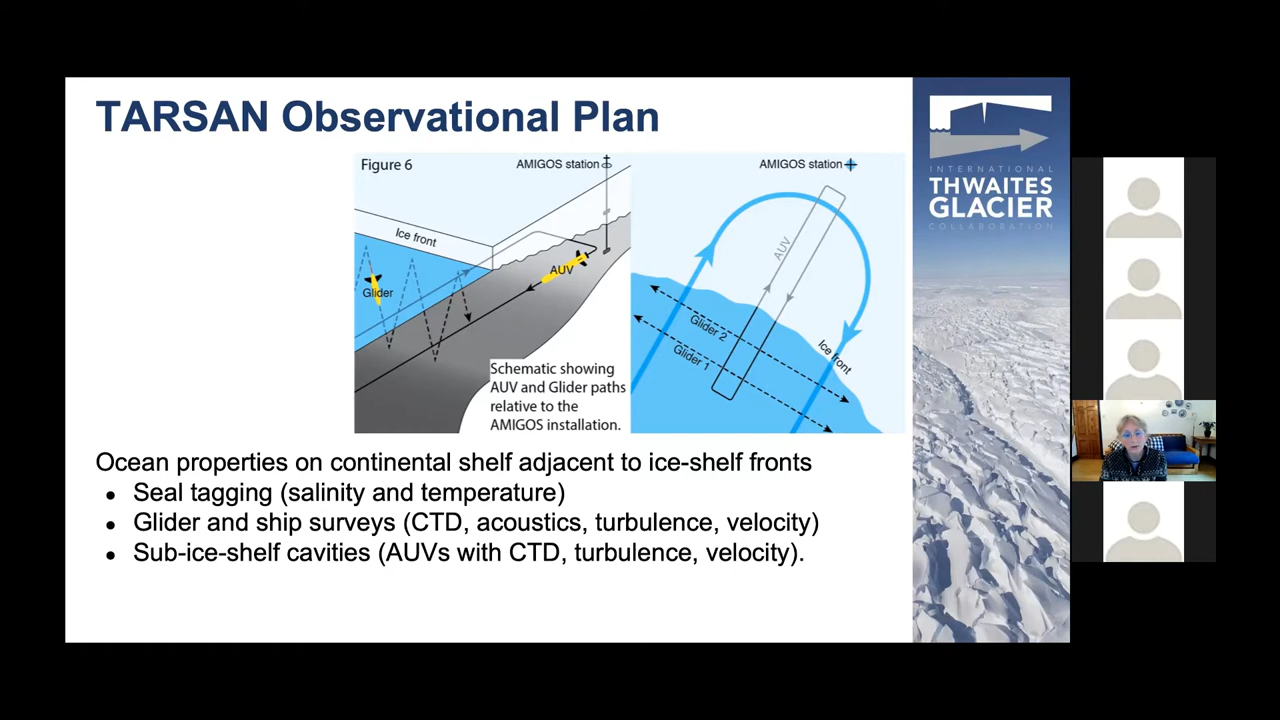 TARSAN Observational Plan
Figure 6
AMIGOS station
Ice front
AUV
Glider
Schematic showing
AUV and Glider paths
relative to the
AMIGOS installation.
AMIGOS station
AUV
Glider 2
Glider 1
Ice front
Ocean properties on continental shelf adjacent to ice-shelf fronts
• Seal tagging (salinity and temperature)
• Glider and ship surveys (CTD, acoustics, turbulence, velocity)
• Sub-ice-shelf cavities (AUVs with CTD, turbulence, velocity).
INTERNATIONAL
THWAITES
GLACIER
COLLABORATION